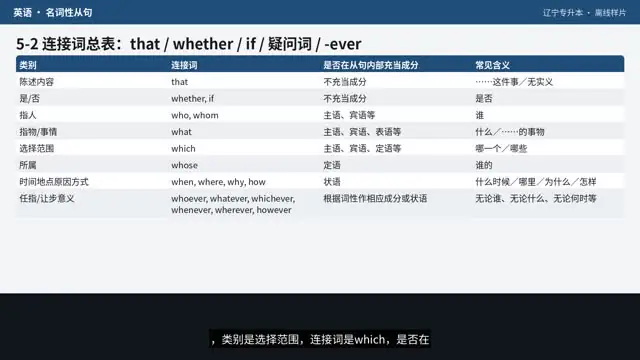 英语 · 名词性从句
辽宁专升本 · 离线样片
5-2 连接词总表：that / whether / if / 疑问词 / -ever
类别 连接词 是否在从句内部充当成分 常见含义
陈述内容 that 不充当成分 ……这件事／无实义
是/否 whether, if 不充当成分 是否
指人 who, whom 主语、宾语等 谁
指物/事情 what 主语、宾语、表语等 什么／……的事物
选择范围 which 主语、宾语、定语等 哪一个／哪些
所属 whose 定语 谁的
时间地点原因方式 when, where, why, how 状语 什么时候／哪里／为什么／怎样
任指/让步意义 whoever, whatever, whichever, 根据词性作相应成分或状语 无论谁、无论什么、无论何时等
whenever, wherever, however
，类别是选择范围，连接词是which，是否在